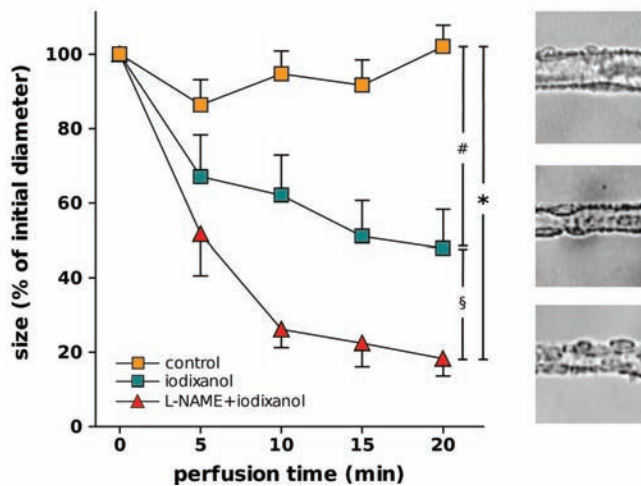 size (% of initial diameter)
100
80
60
40
20
0
control
iodixanol
L-NAME+iodixanol
#
*
§
0 5 10 15 20
perfusion time (min)